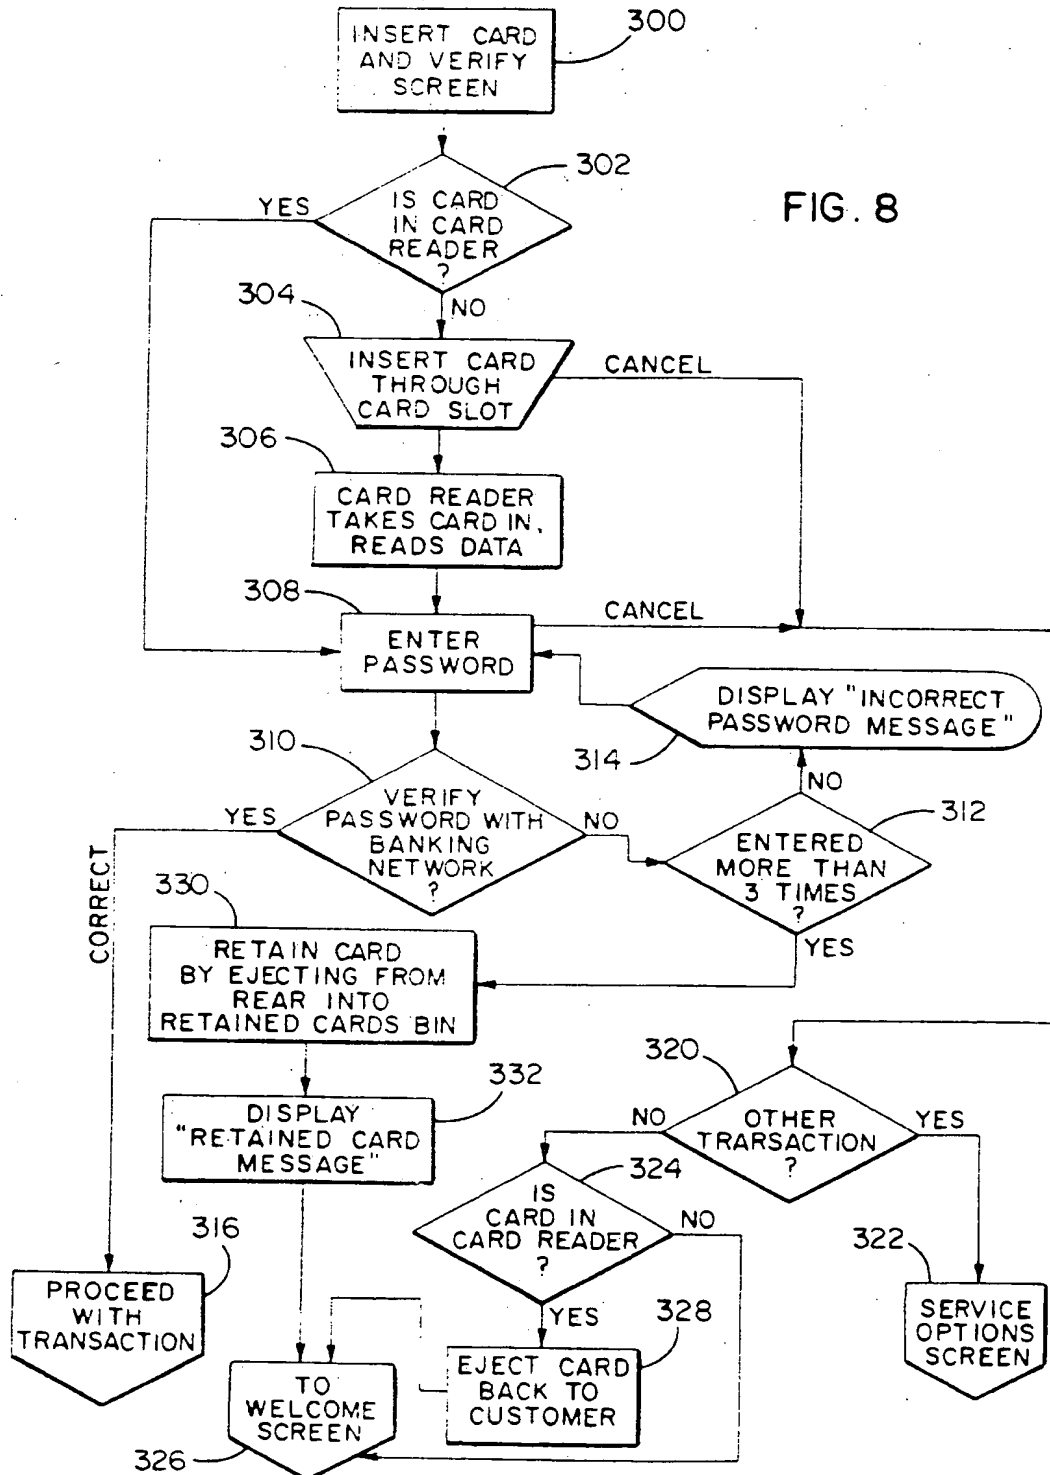 300
INSERT CARD
AND VERIFY
SCREEN
302
FIG. 8
YES
IS CARD
IN CARD
READER
?
304
NO
INSERT CARD
THROUGH
CARD SLOT
CANCEL
306
CARD READER
TAKES CARD IN,
READS DATA
308
CANCEL
ENTER
PASSWORD
DISPLAY "INCORRECT
PASSWORD MESSAGE"
310
314
NO
YES
VERIFY
PASSWORD WITH
BANKING
NETWORK
?
NO
312
ENTERED
MORE THAN
3 TIMES
?
CORRECT
330
YES
RETAIN CARD
BY EJECTING FROM
REAR INTO
RETAINED CARDS BIN
320
332
DISPLAY
"RETAINED CARD
MESSAGE"
NO
OTHER
TRARSACTION
?
YES
324
IS
CARD IN
CARD READER
?
NO
316
322
PROCEED
WITH
TRANSACTION
YES
328
SERVICE
OPTIONS
SCREEN
TO
WELCOME
SCREEN
EJECT CARD
BACK TO
CUSTOMER
326